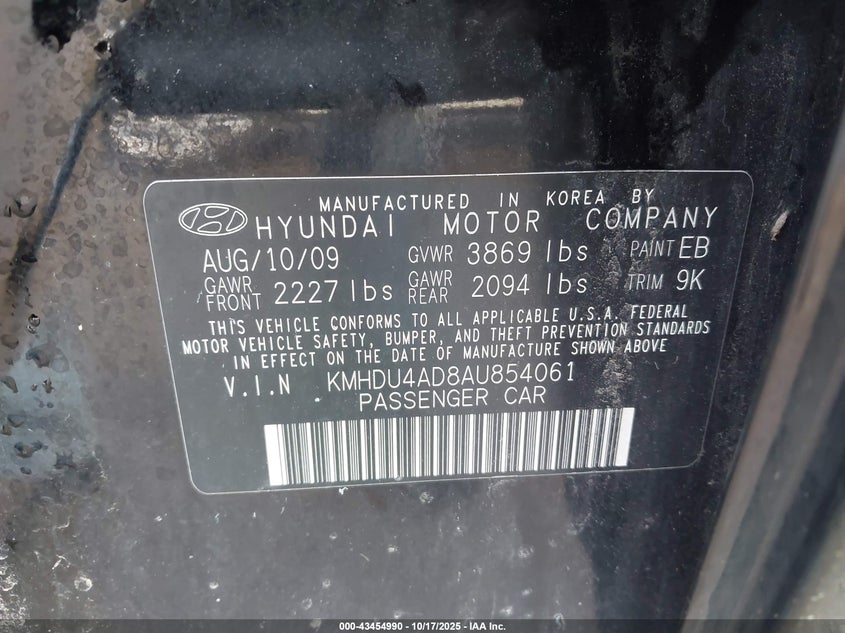 MANUFACTURED IN KOREA BY
HYUNDAI MOTOR COMPANY
AUG/10/09 GVWR 3869 lbs PAINT EB
GAWR FRONT 2227 lbs GAWR REAR 2094 lbs TRIM 9K
THIS VEHICLE CONFORMS TO ALL APPLICABLE U.S.A. FEDERAL
MOTOR VEHICLE SAFETY, BUMPER, AND THEFT PREVENTION STANDARDS
IN EFFECT ON THE DATE OF MANUFACTURE SHOWN ABOVE
V.I.N KMHDU4AD8AU854061
PASSENGER CAR
000-43454990 - 10/17/2025 - IAA Inc.